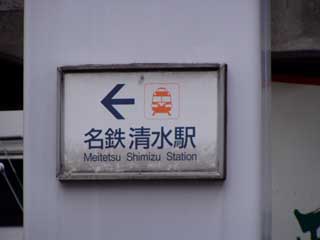 名鉄清水駅
Meitetsu Shimizu Station